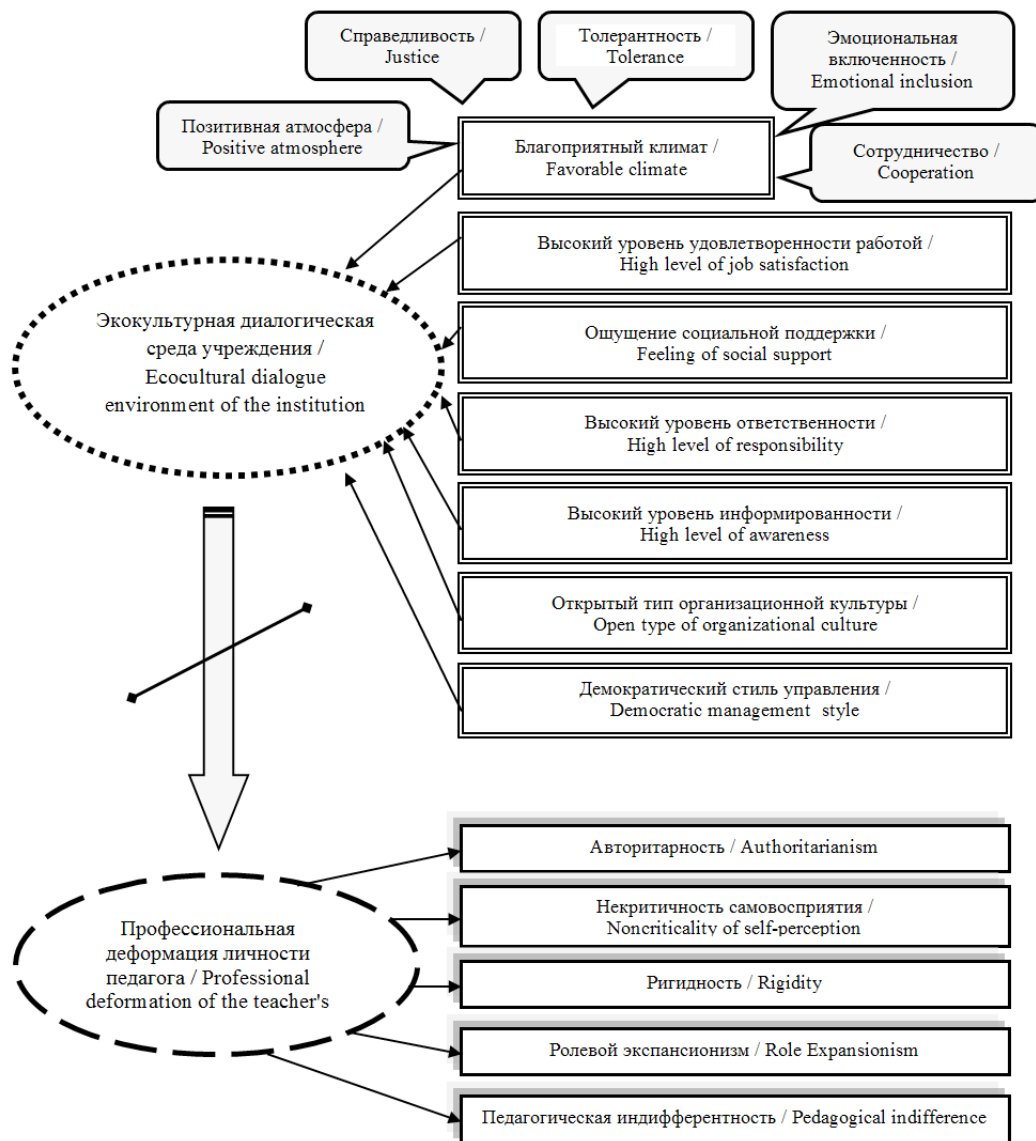 Справедливость /
Justice
Толерантность /
Tolerance
Эмоциональная
включенность /
Emotional inclusion
Позитивная атмосфера /
Positive atmosphere
Благоприятный климат /
Favorable climate
Сотрудничество /
Cooperation
Высокий уровень удовлетворенности работой /
High level of job satisfaction
Экокультурная диалогическая
среда учреждения /
Ecocultural dialogue
environment of the institution
Ощущение социальной поддержки /
Feeling of social support
Высокий уровень ответственности /
High level of responsibility
Высокий уровень информированности /
High level of awareness
Открытый тип организационной культуры /
Open type of organizational culture
Демократический стиль управления /
Democratic management style
Авторитарность / Authoritarianism
Некритичность самовосприятия /
Noncriticality of self-perception
Профессиональная
деформация личности
педагога / Professional
deformation of the teacher's
Ригидность / Rigidity
Ролевой экспансионизм / Role Expansionism
Педагогическая индифферентность / Pedagogical indifference